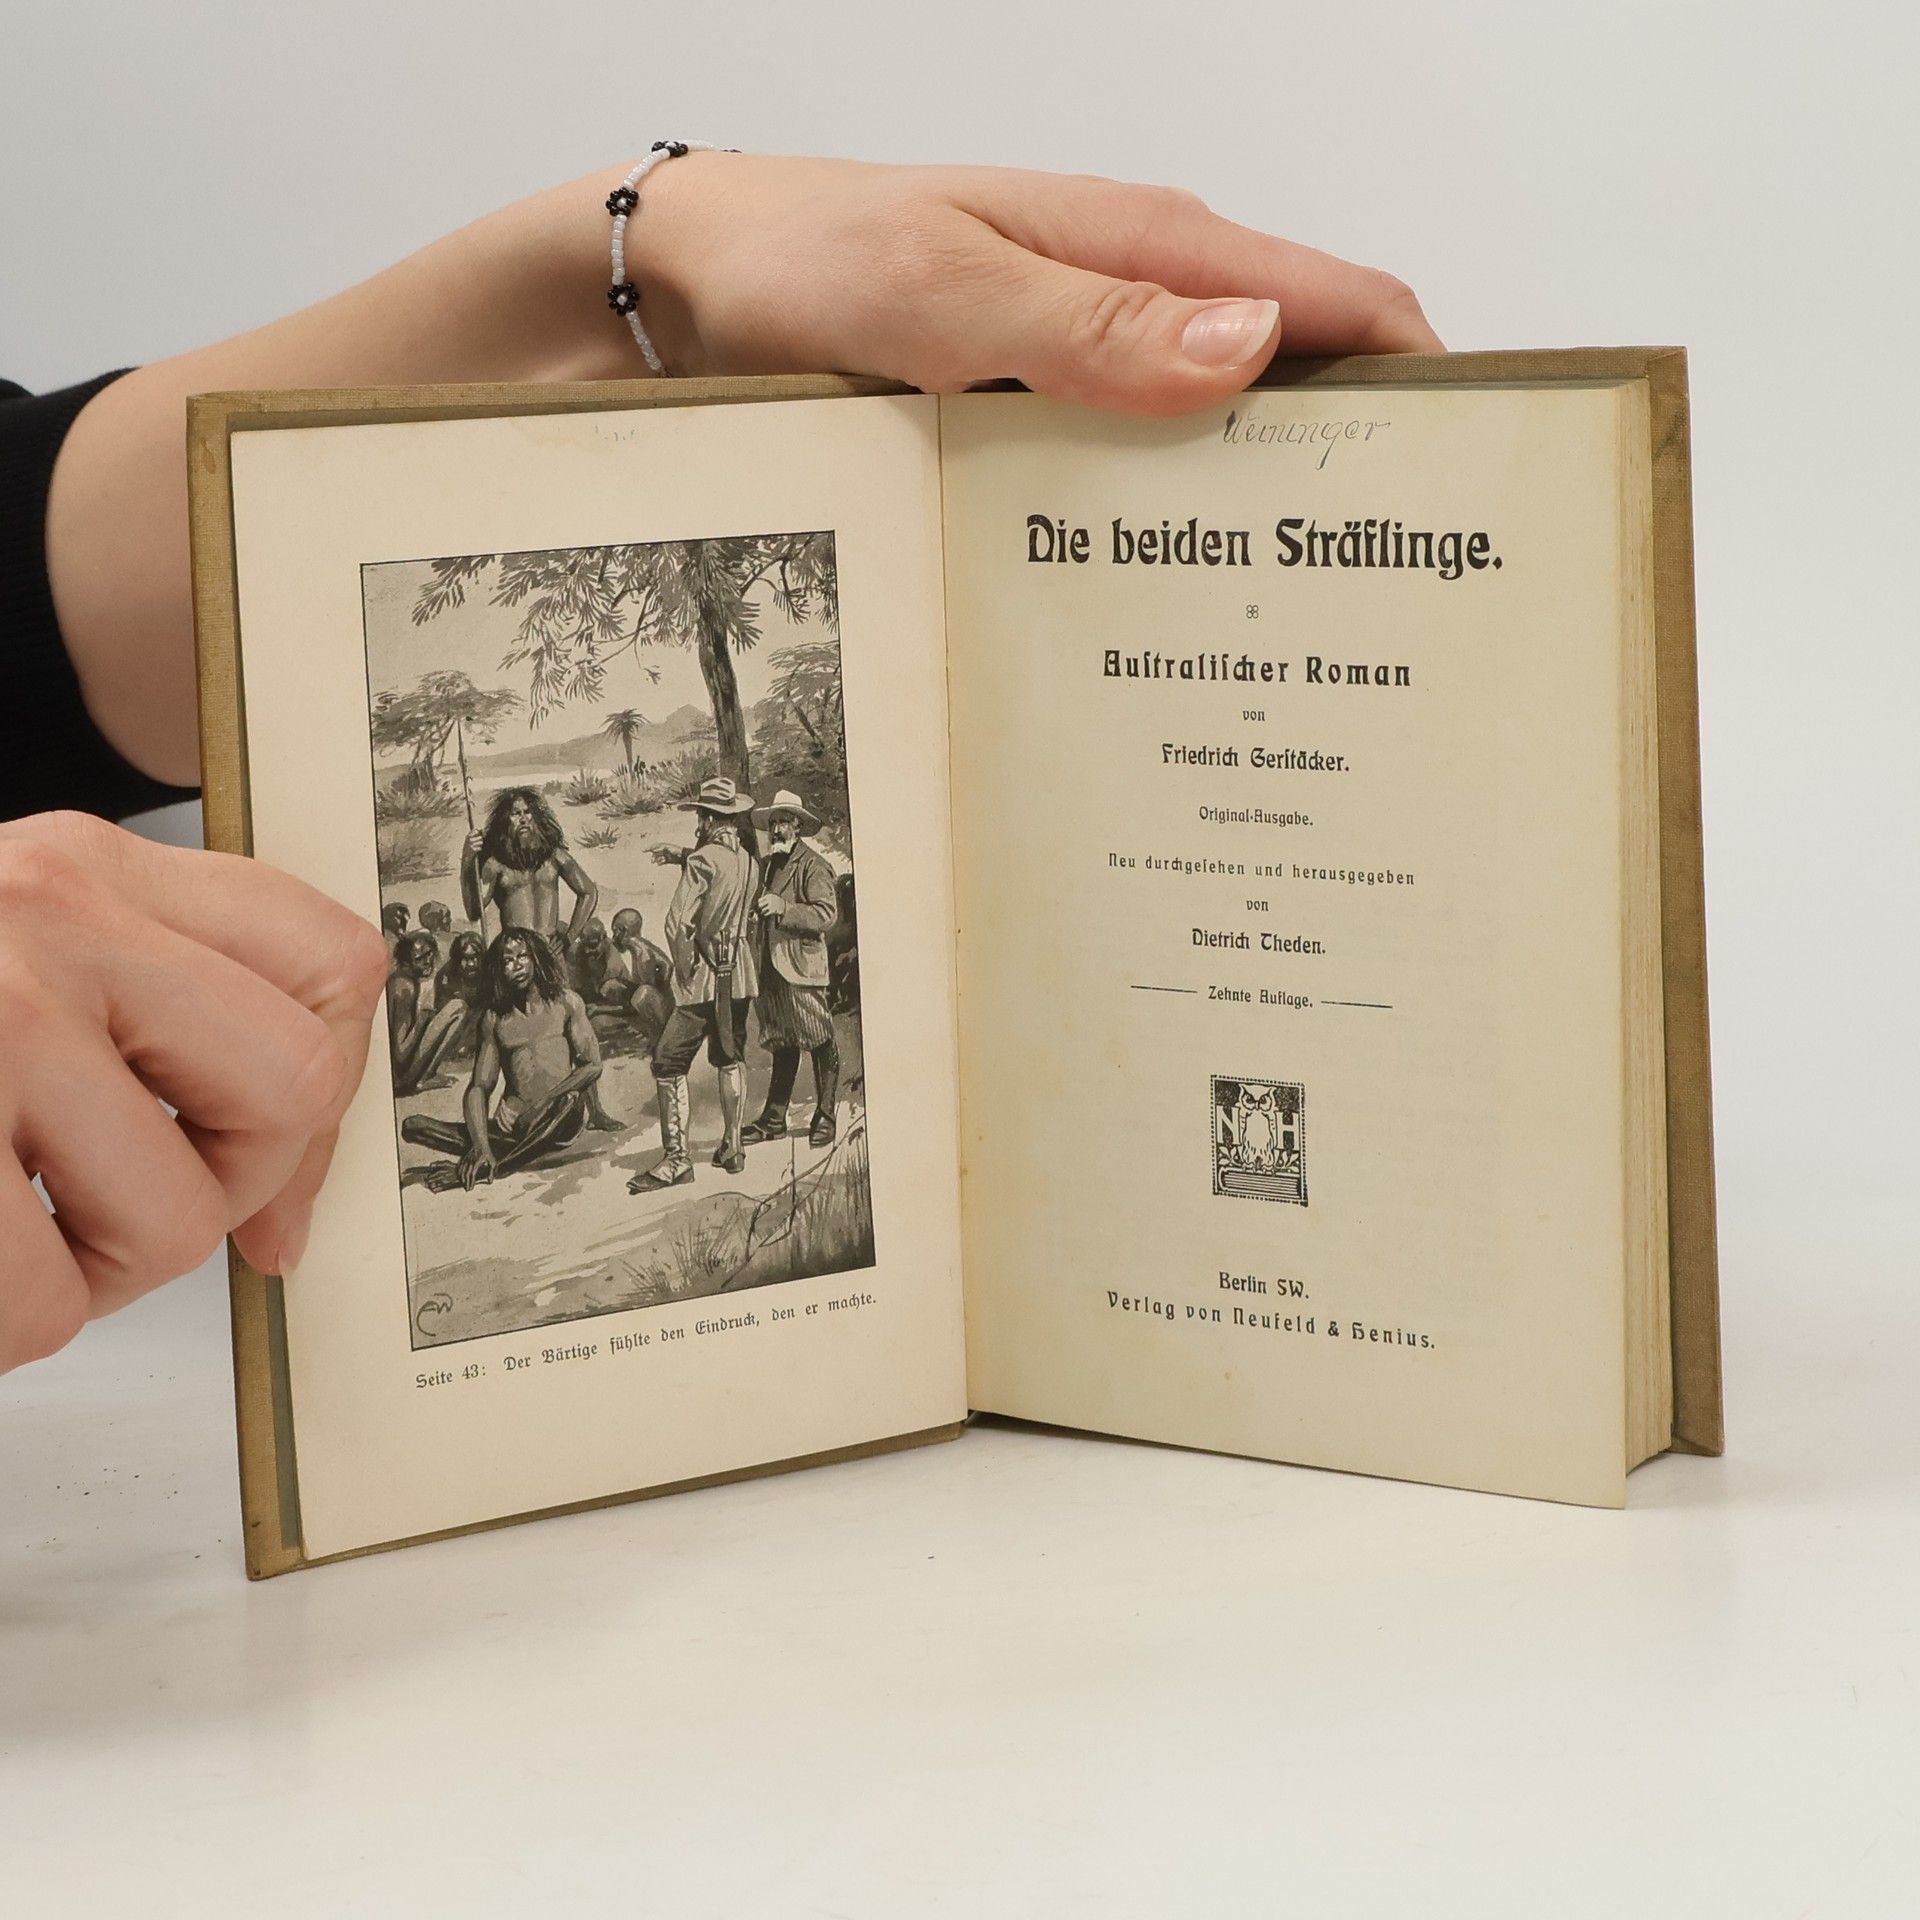 Seite 43: Der Bärtige fühlte den Eindruck, den er machte.
Weininger
Die beiden Sträflinge.
Auſtraliſcher Roman
von
Friedrich Gerſtäcker.
Original-Ausgabe.
Neu durchgeſehen und herausgegeben
von
Dietrich Theden.
Zehnte Auflage.
N H
Berlin SW.
Verlag von Neufeld & Henius.